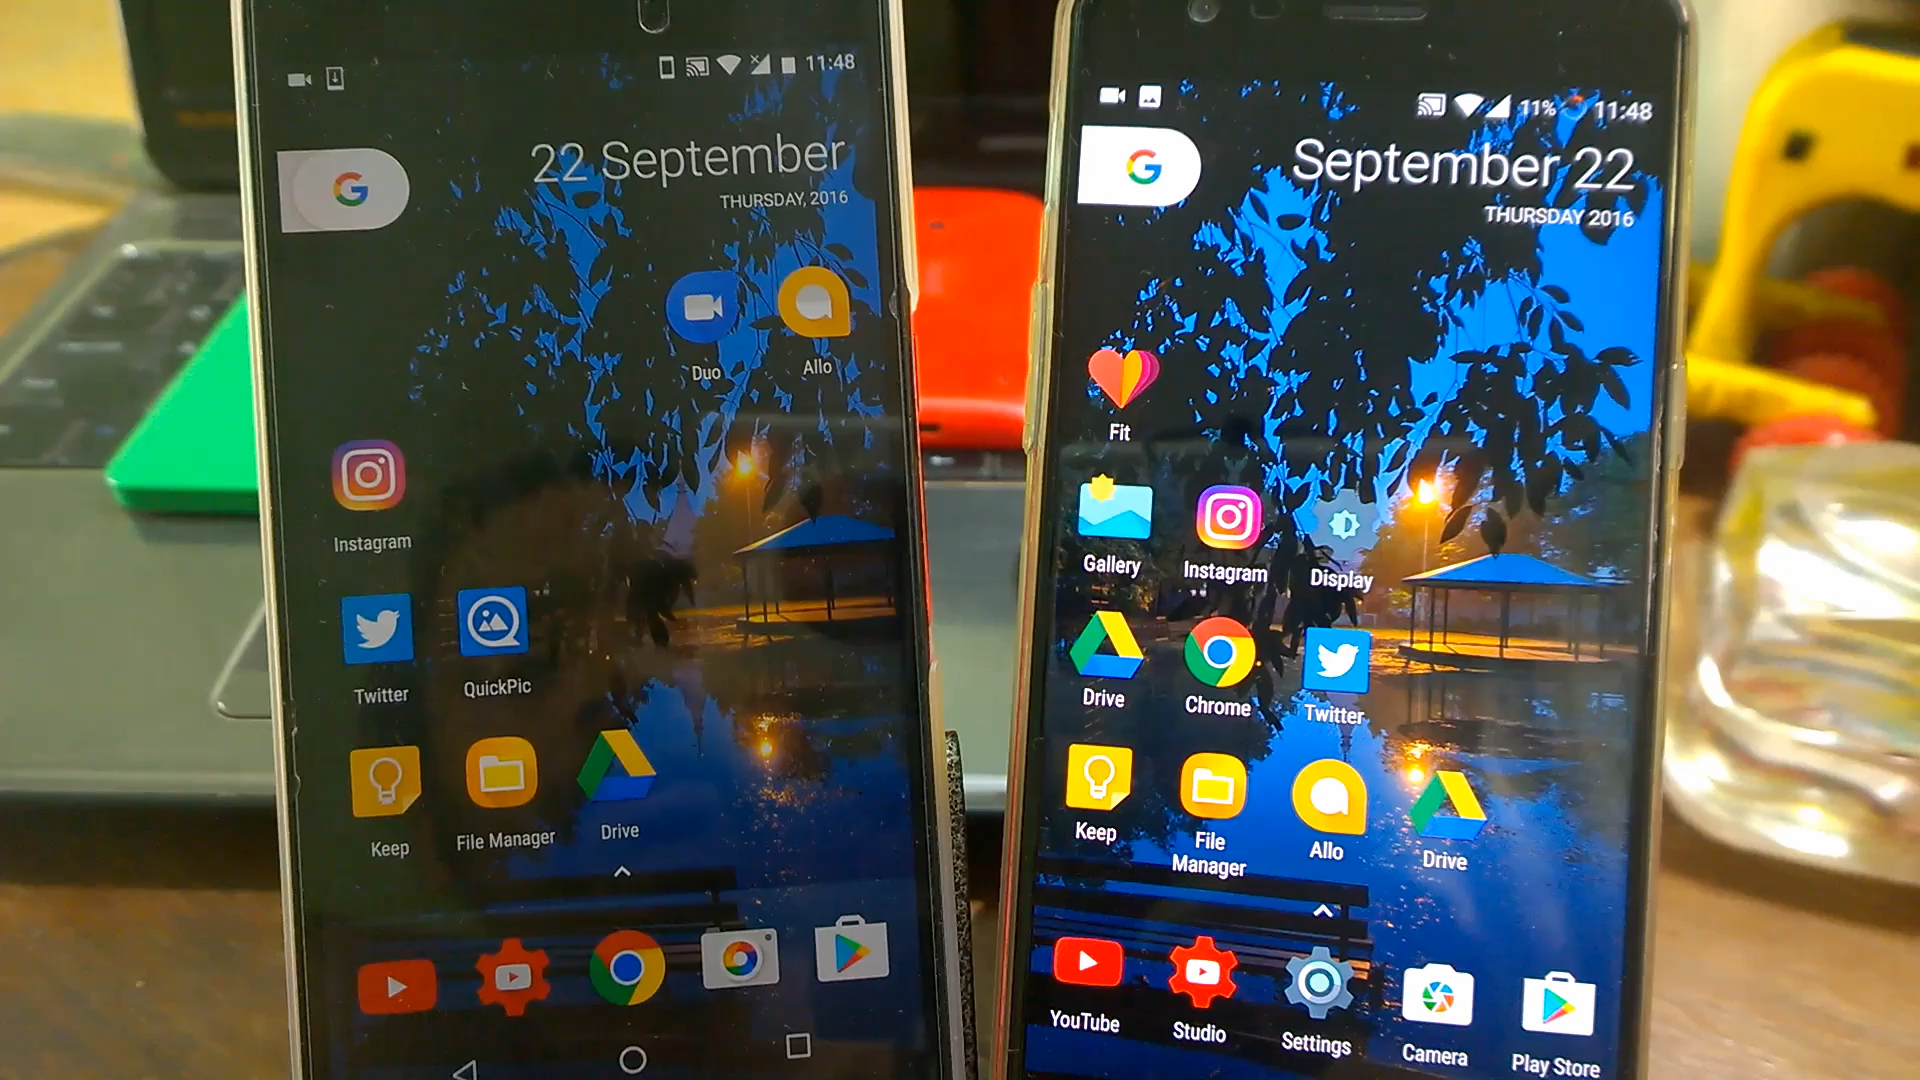 11:48
22 September
THURSDAY, 2016
G
Duo
Allo
Instagram
Twitter
QuickPic
Keep
File Manager
Drive
11% 11:48
September 22
THURSDAY 2016
G
Fit
Gallery
Instagram
Display
Drive
Chrome
Twitter
Keep
File
Manager
Allo
Drive
YouTube
Studio
Settings
Camera
Play Store